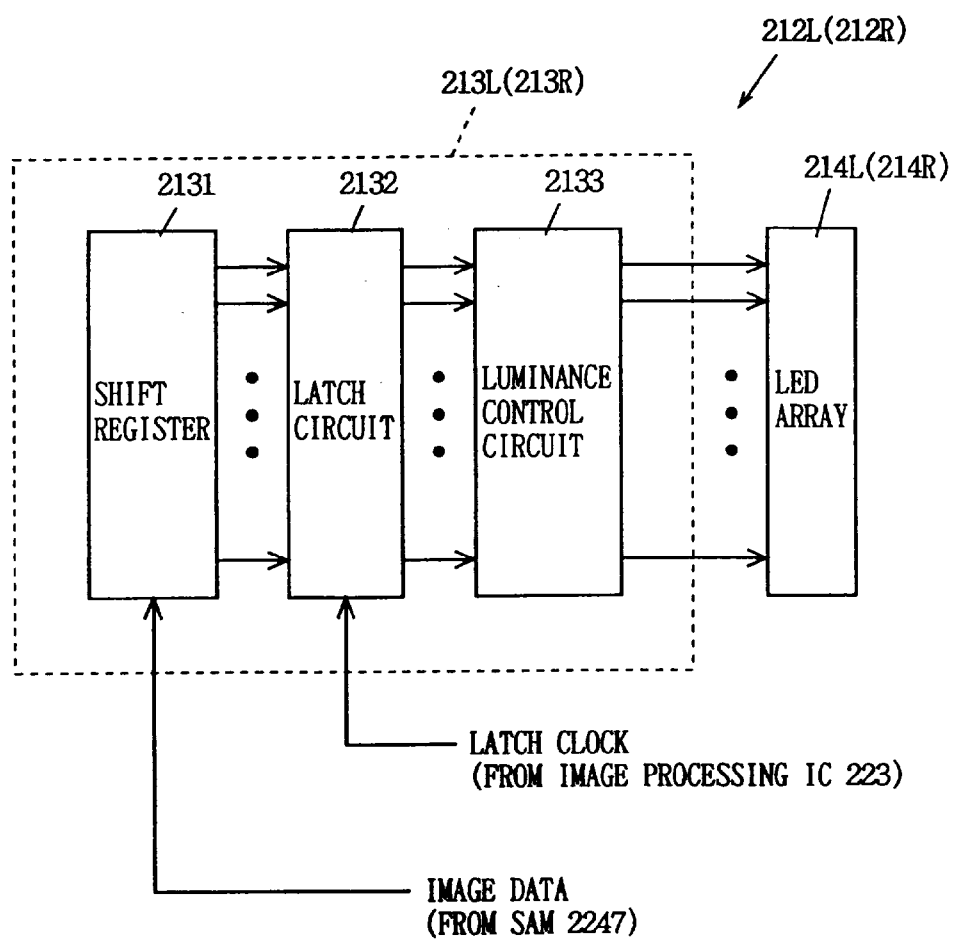 212L(212R)
213L(213R)
2131
2132
2133
214L(214R)
SHIFT
REGISTER
LATCH
CIRCUIT
LUMINANCE
CONTROL
CIRCUIT
LED
ARRAY
LATCH CLOCK
(FROM IMAGE PROCESSING IC 223)
IMAGE DATA
(FROM SAM 2247)